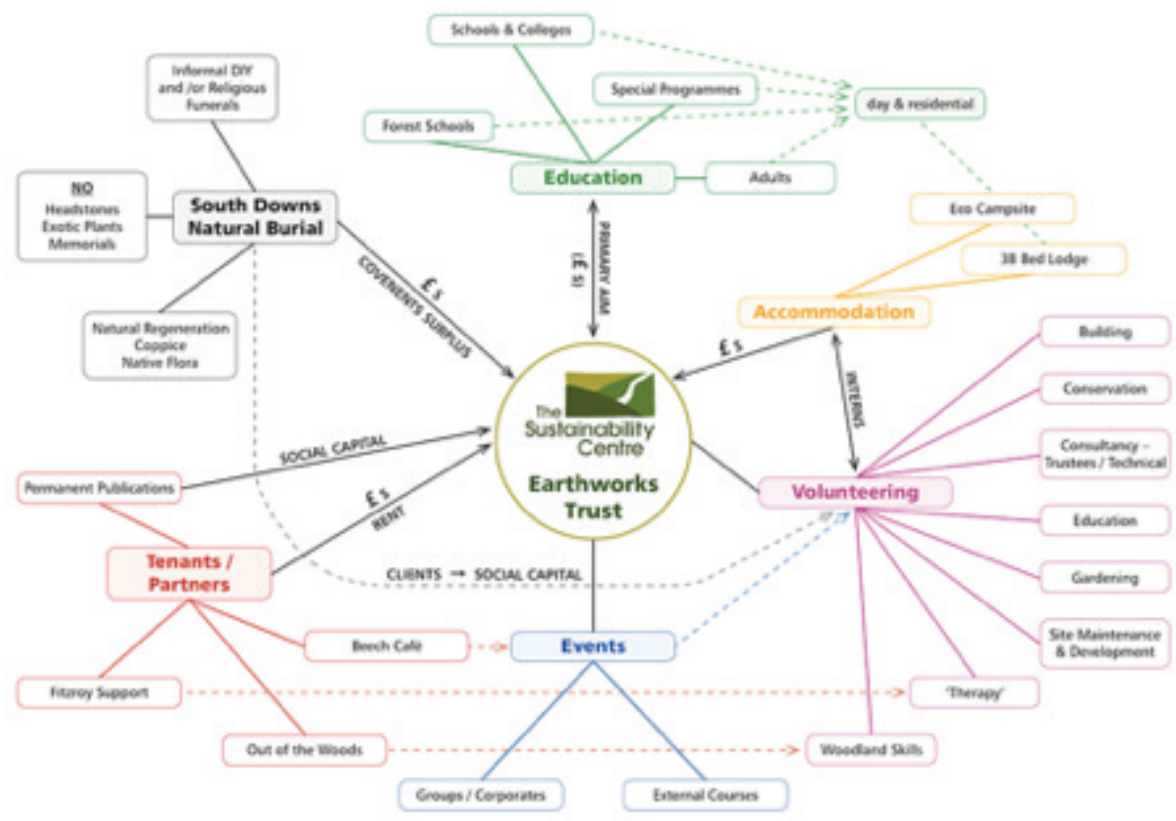 Schools & Colleges
Informal DIY
and /or Religious
Funerals
Special Programmes
day & residential
Forest Schools
Education
Adults
NO
Headstones
Exotic Plants
Memorials
South Downs
Natural Burial
Eco Campsite
38 Bed Lodge
PRIMARY AIM
(£ s)
£ s
COVENENTS SURPLUS
Accommodation
Natural Regeneration
Coppice
Native Flora
£ s
INTERNS
Building
Conservation
Consultancy –
Trustees / Technical
The
Sustainability
Centre
Earthworks
Trust
SOCIAL CAPITAL
Permanent Publications
£ s
RENT
Volunteering
Education
Tenants /
Partners
CLIENTS → SOCIAL CAPITAL
Gardening
Beech Café
Events
Site Maintenance
& Development
Fitzroy Support
'Therapy'
Out of the Woods
Woodland Skills
Groups / Corporates
External Courses